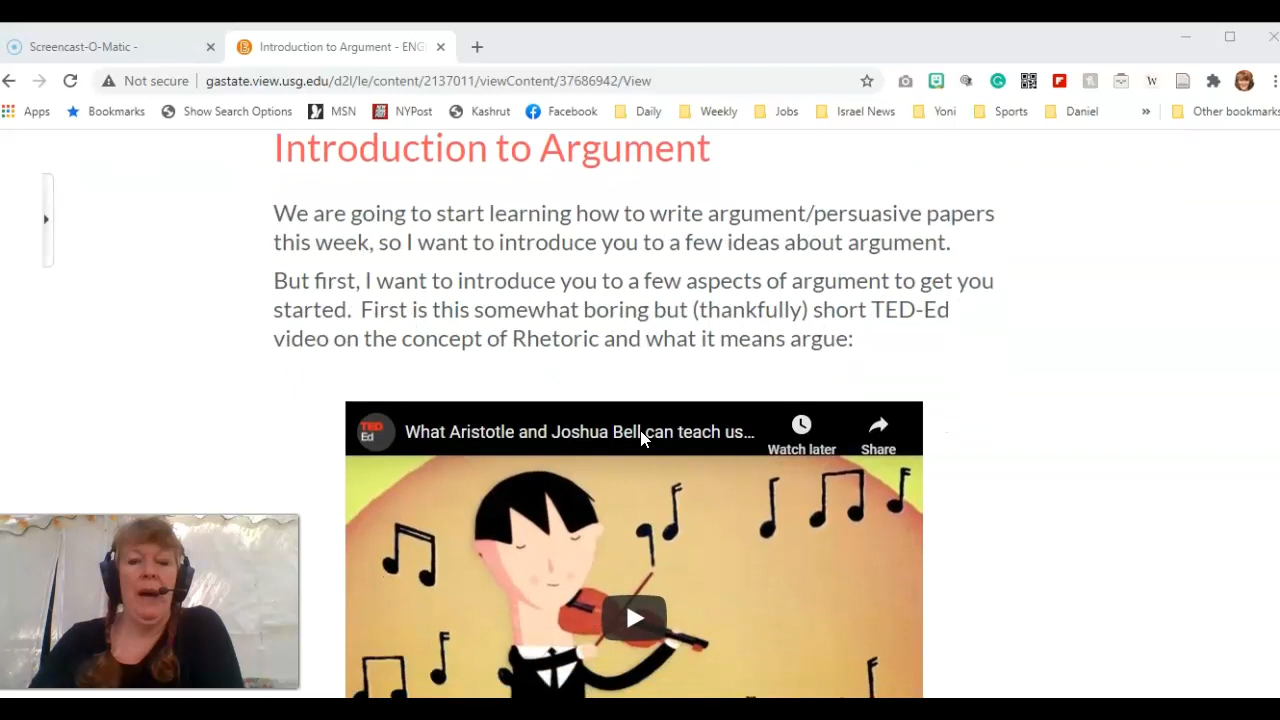 Screencast-O-Matic -
Introduction to Argument - ENG
Not secure
gastate.view.usg.edu/d2l/le/content/2137011/viewContent/37686942/View
Apps
Bookmarks
Show Search Options
MSN
NYPost
Kashrut
Facebook
Daily
Weekly
Jobs
Israel News
Yoni
Sports
Daniel
»
Other bookmarks
Introduction to Argument
We are going to start learning how to write argument/persuasive papers
this week, so I want to introduce you to a few ideas about argument.
But first, I want to introduce you to a few aspects of argument to get you
started. First is this somewhat boring but (thankfully) short TED-Ed
video on the concept of Rhetoric and what it means argue:
TED
Ed
What Aristotle and Joshua Bell can teach us...
Watch later
Share